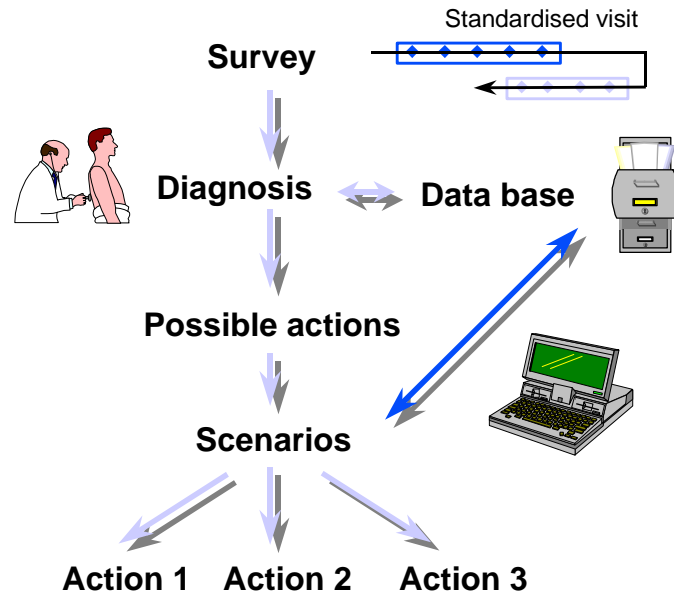 Standardised visit
Survey
Diagnosis
Data base
Possible actions
Scenarios
Action 1
Action 2
Action 3